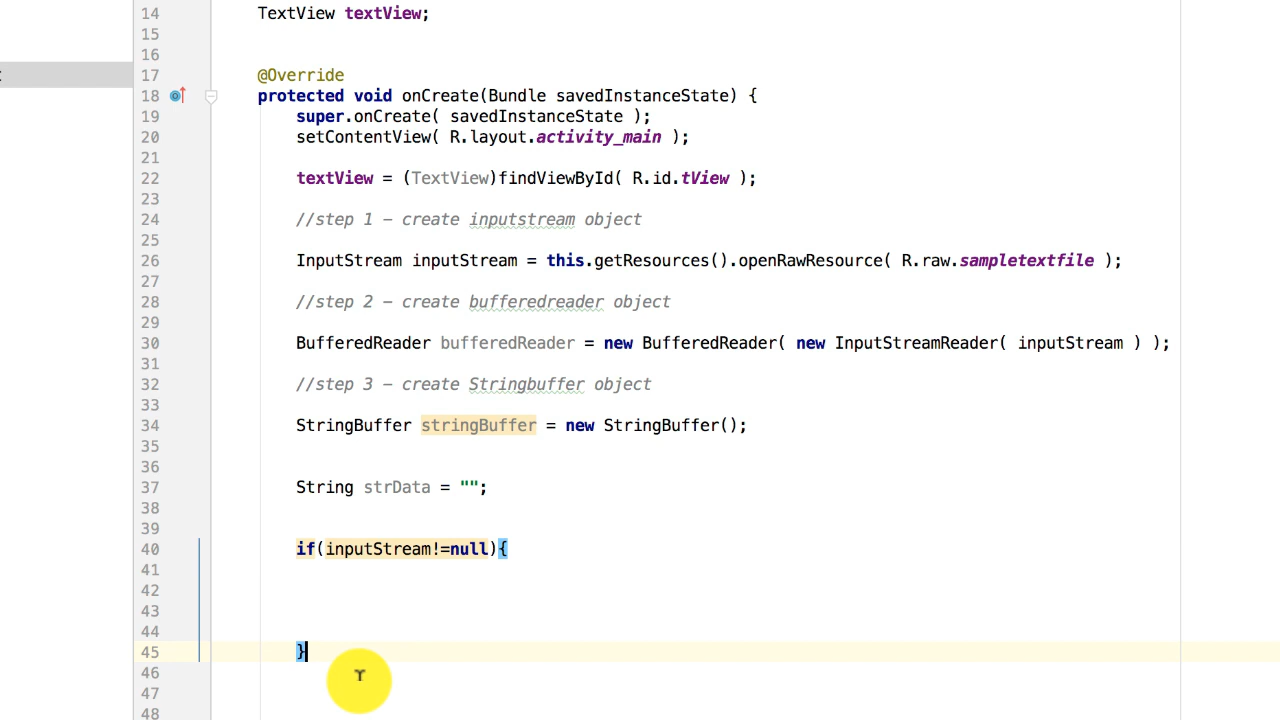 14 TextView textView;
15
16
17 @Override
18 protected void onCreate(Bundle savedInstanceState) {
19 super.onCreate( savedInstanceState );
20 setContentView( R.layout.activity_main );
21
22 textView = (TextView)findViewById( R.id.tView );
23
24 //step 1 - create inputstream object
25
26 InputStream inputStream = this.getResources().openRawResource( R.raw.sampletextfile );
27
28 //step 2 - create bufferedreader object
29
30 BufferedReader bufferedReader = new BufferedReader( new InputStreamReader( inputStream ) );
31
32 //step 3 - create Stringbuffer object
33
34 StringBuffer stringBuffer = new StringBuffer();
35
36
37 String strData = "";
38
39
40 if(inputStream!=null){
41
42
43
44
45 }
46
47
48